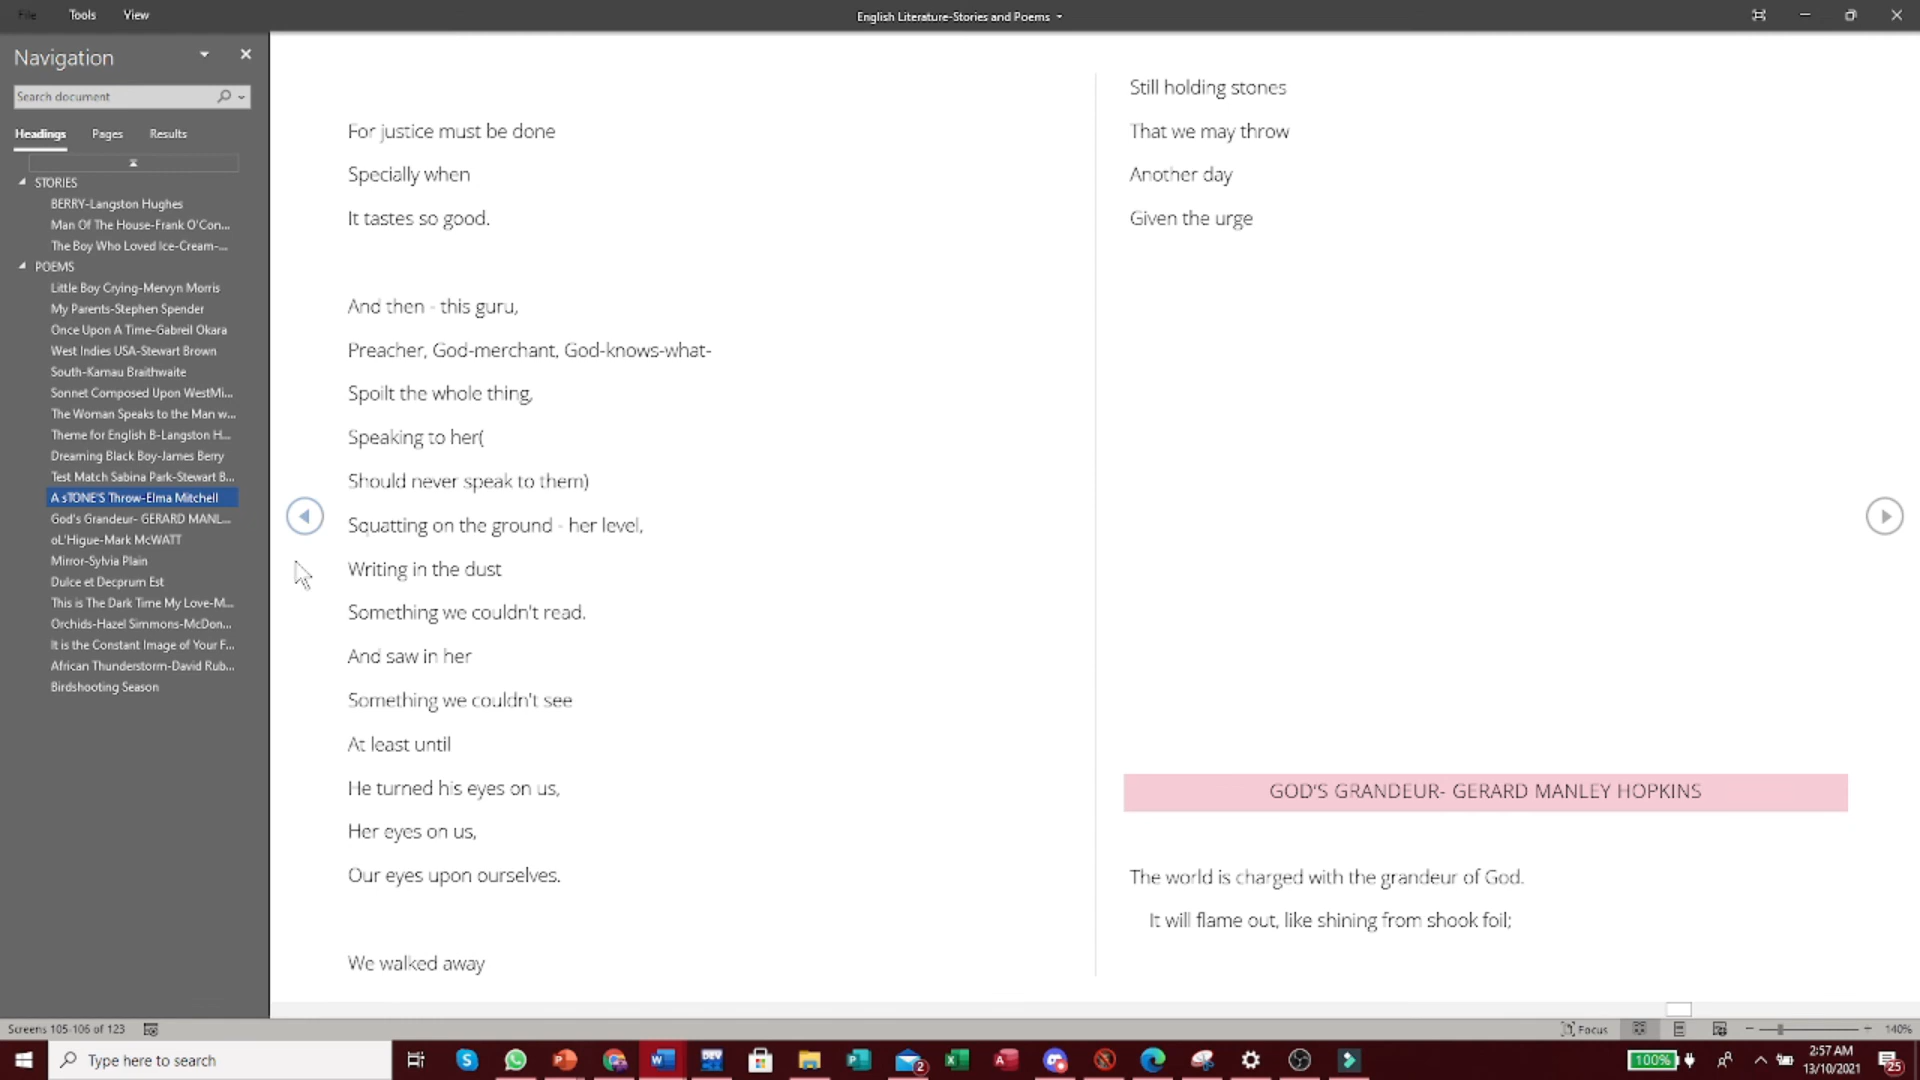 File Tools View
English Literature-Stories and Poems
Navigation
Search document
Headings Pages Results
STORIES
BERRY-Langston Hughes
Man Of The House-Frank O'Con...
The Boy Who Loved Ice-Cream-...
POEMS
Little Boy Crying-Mervyn Morris
My Parents-Stephen Spender
Once Upon A Time-Gabreil Okara
West Indies USA-Stewart Brown
South-Kamau Braithwaite
Sonnet Composed Upon WestMi...
The Woman Speaks to the Man w...
Theme for English B-Langston H...
Dreaming Black Boy-James Berry
Test Match Sabina Park-Stewart B...
A sTONE'S Throw-Elma Mitchell
God's Grandeur- GERARD MANL...
oL'Higue-Mark McWATT
Mirror-Sylvia Plain
Dulce et Decprum Est
This is The Dark Time My Love-M...
Orchids-Hazel Simmons-McDon...
It is the Constant Image of Your F...
African Thunderstorm-David Rub...
Birdshooting Season
For justice must be done
Specially when
It tastes so good.
And then - this guru,
Preacher, God-merchant, God-knows-what-
Spoilt the whole thing,
Speaking to her(
Should never speak to them)
Squatting on the ground - her level,
Writing in the dust
Something we couldn't read.
And saw in her
Something we couldn't see
At least until
He turned his eyes on us,
Her eyes on us,
Our eyes upon ourselves.
We walked away
Still holding stones
That we may throw
Another day
Given the urge
GOD'S GRANDEUR- GERARD MANLEY HOPKINS
The world is charged with the grandeur of God.
It will flame out, like shining from shook foil;
Screens 105-106 of 123
Focus
140%
Type here to search
DEV
2
100%
2:57 AM
13/10/2021
25